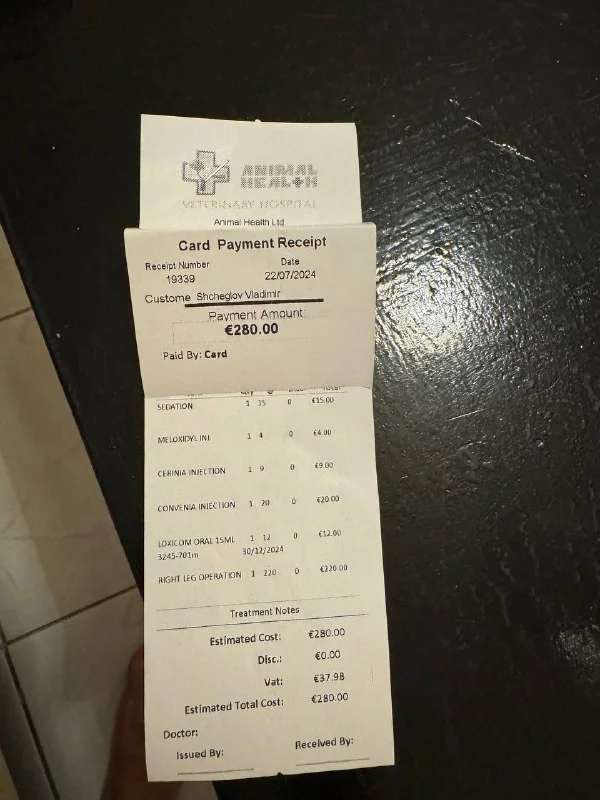 ANIMAL
HEALTH
VETERINARY HOSPITAL
Animal Health Ltd
Card Payment Receipt
Receipt Number Date
19339 22/07/2024
Custome Shcheglov Vladimir
Payment Amount:
€280.00
Paid By: Card
SEDATION 1 15 0 €15.00
MELOXIDYL INJ 1 4 0 €4.00
CERINIA INJECTION 1 9 0 €9.00
CONVENIA INJECTION 1 20 0 €20.00
LOXICOM ORAL 15ML 1 12 0 €12.00
3245-701m 30/12/2024
RIGHT LEG OPERATION 1 220 0 €220.00
Treatment Notes
Estimated Cost: €280.00
Disc.: €0.00
Vat: €37.98
Estimated Total Cost: €280.00
Doctor:
Issued By: Received By: